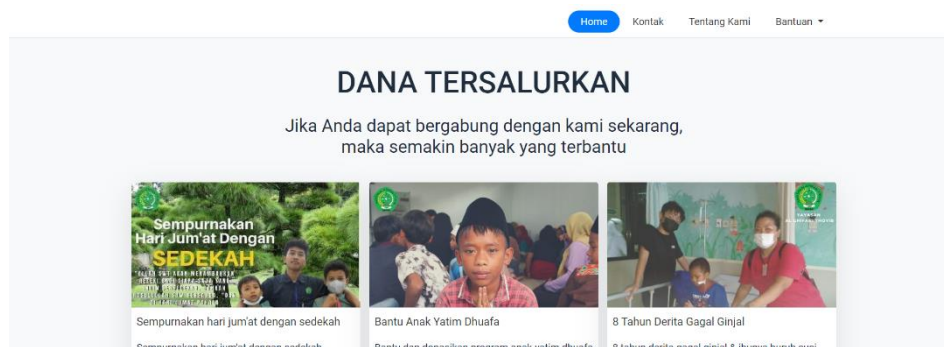 Home Kontak Tentang Kami Bantuan
DANA TERSALURKAN
Jika Anda dapat bergabung dengan kami sekarang,
maka semakin banyak yang terbantu
Sempurnakan
Hari Jum'at Dengan
SEDEKAH
Sempurnakan hari jum'at dengan sedekah
Bantu Anak Yatim Dhuafa
8 Tahun Derita Gagal Ginjal